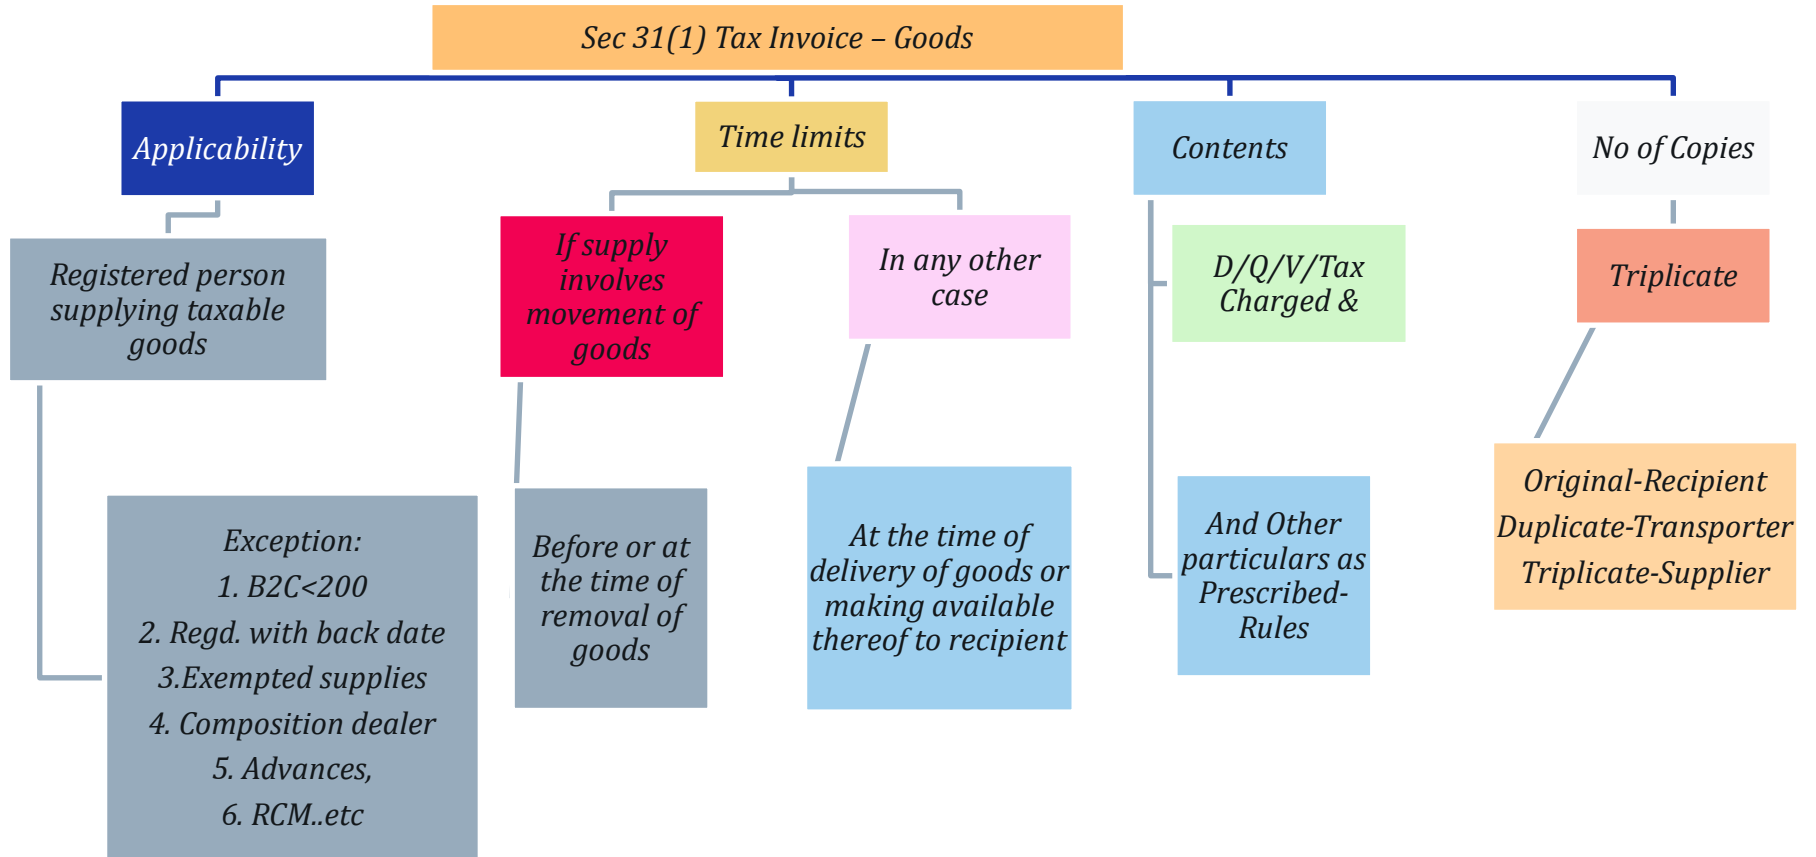 Sec 31(1) Tax Invoice – Goods
Applicability
Registered person
supplying taxable
goods
Exception:
1. B2C<200
2. Regd. with back date
3.Exempted supplies
4. Composition dealer
5. Advances,
6. RCM..etc
Time limits
If supply
involves
movement of
goods
Before or at
the time of
removal of
goods
In any other
case
At the time of
delivery of goods or
making available
thereof to recipient
Contents
D/Q/V/Tax
Charged &
And Other
particulars as
Prescribed-
Rules
No of Copies
Triplicate
Original-Recipient
Duplicate-Transporter
Triplicate-Supplier